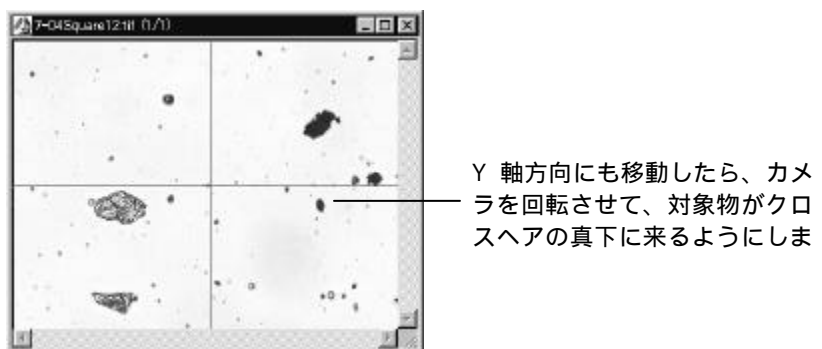 7-04Square12.tif (1/1)
Y 軸方向にも移動したら、カメ
ラを回転させて、対象物がクロ
スヘアの真下に来るようにしま